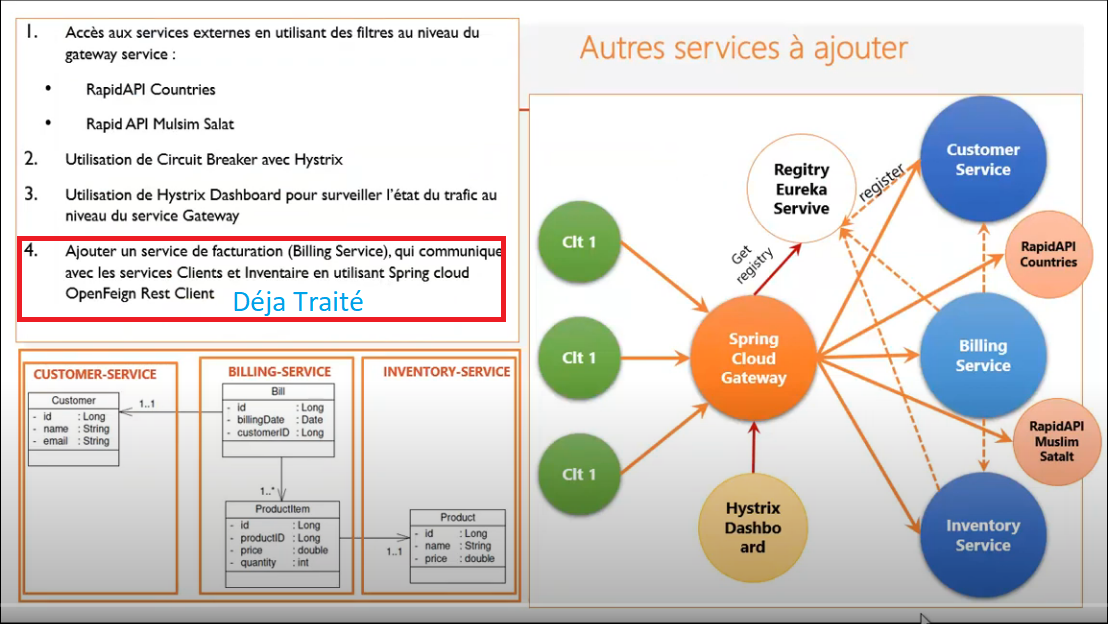 1. Accès aux services externes en utilisant des filtres au niveau du
gateway service :
• RapidAPI Countries
• Rapid API Mulsim Salat
2. Utilisation de Circuit Breaker avec Hystrix
3. Utilisation de Hystrix Dashboard pour surveiller l'état du trafic au
niveau du service Gateway
4. Ajouter un service de facturation (Billing Service), qui communique
avec les services Clients et Inventaire en utilisant Spring cloud
OpenFeign Rest Client
Déja Traité
CUSTOMER-SERVICE
Customer
- id : Long
- name : String
- email : String
1..1
BILLING-SERVICE
Bill
- id : Long
- billingDate : Date
- customerID : Long
1..*
ProductItem
- id : Long
- productID : Long
- price : double
- quantity : int
1..1
INVENTORY-SERVICE
Product
- id : Long
- name : String
- price : double
Autres services à ajouter
Clt 1
Clt 1
Clt 1
Regitry
Eureka
Servive
Get
registry
register
Spring
Cloud
Gateway
Hystrix
Dashbo
ard
Customer
Service
RapidAPI
Countries
Billing
Service
RapidAPI
Muslim
Satalt
Inventory
Service